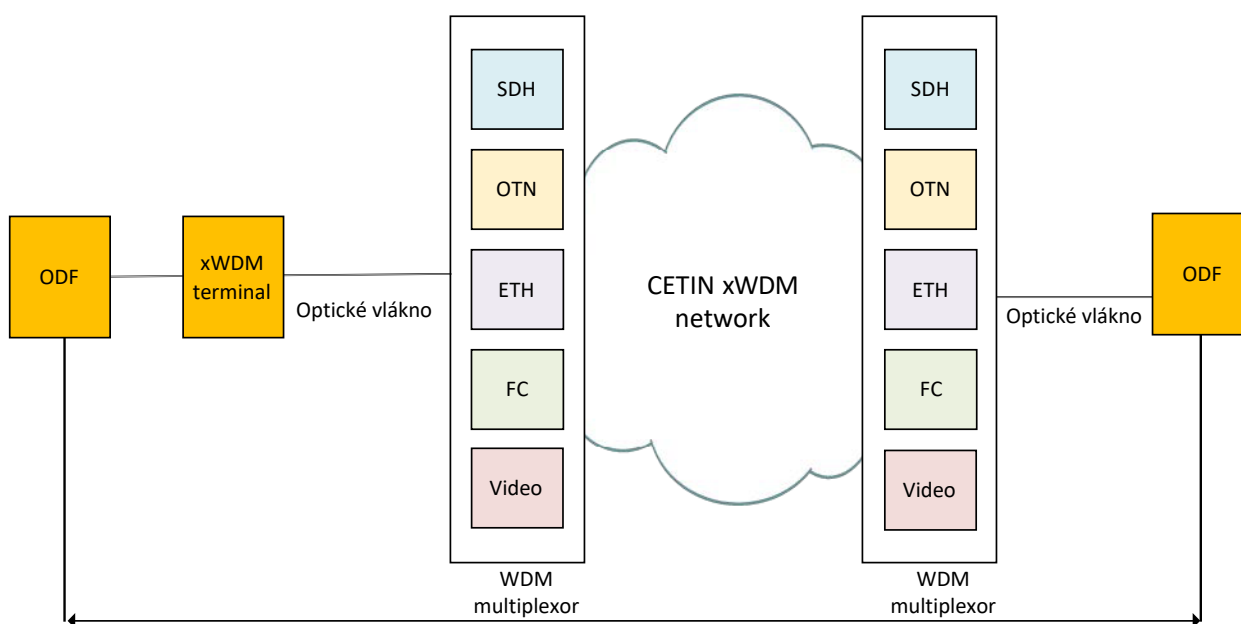 ODF
xWDM
terminal
Optické vlákno
SDH
OTN
ETH
FC
Video
WDM
multiplexor
CETIN xWDM
network
SDH
OTN
ETH
FC
Video
WDM
multiplexor
Optické vlákno
ODF